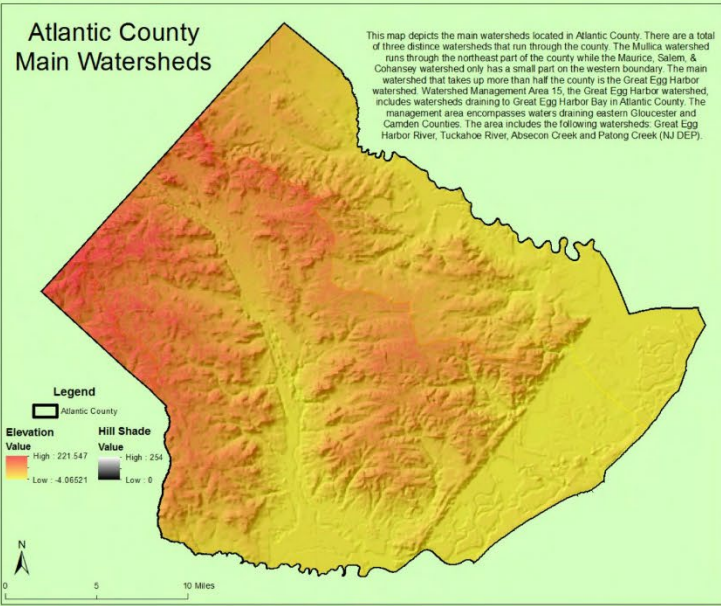 Atlantic County
Main Watersheds
This map depicts the main watersheds located in Atlantic County. There are a total
of three distince watersheds that run through the county. The Mullica watershed
runs through the northeast part of the county while the Maurice, Salem, &
Cohansey watershed only has a small part on the western boundary. The main
watershed that takes up more than half the county is the Great Egg Harbor
watershed. Watershed Management Area 15, the Great Egg Harbor watershed,
includes watersheds draining to Great Egg Harbor Bay in Atlantic County. The
management area encompasses waters draining eastern Gloucester and
Camden Counties. The area includes the following watersheds: Great Egg
Harbor River, Tuckahoe River, Absecon Creek and Patong Creek (NJ DEP).
Legend
Atlantic County
Elevation
Value
High : 221.547
Low : -4.06521
Hill Shade
Value
High : 254
Low : 0
N
0 5 10 Miles